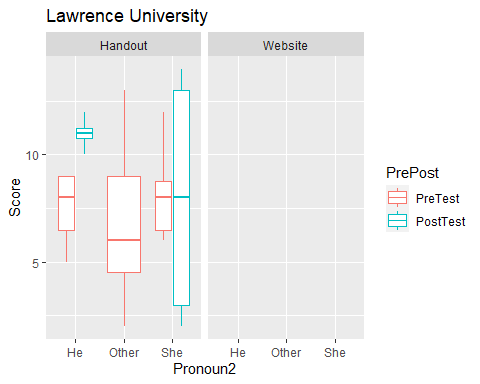 Lawrence University
Handout
Website
10
5
Score
He
Other
She
He
Other
She
Pronoun2
PrePost
PreTest
PostTest